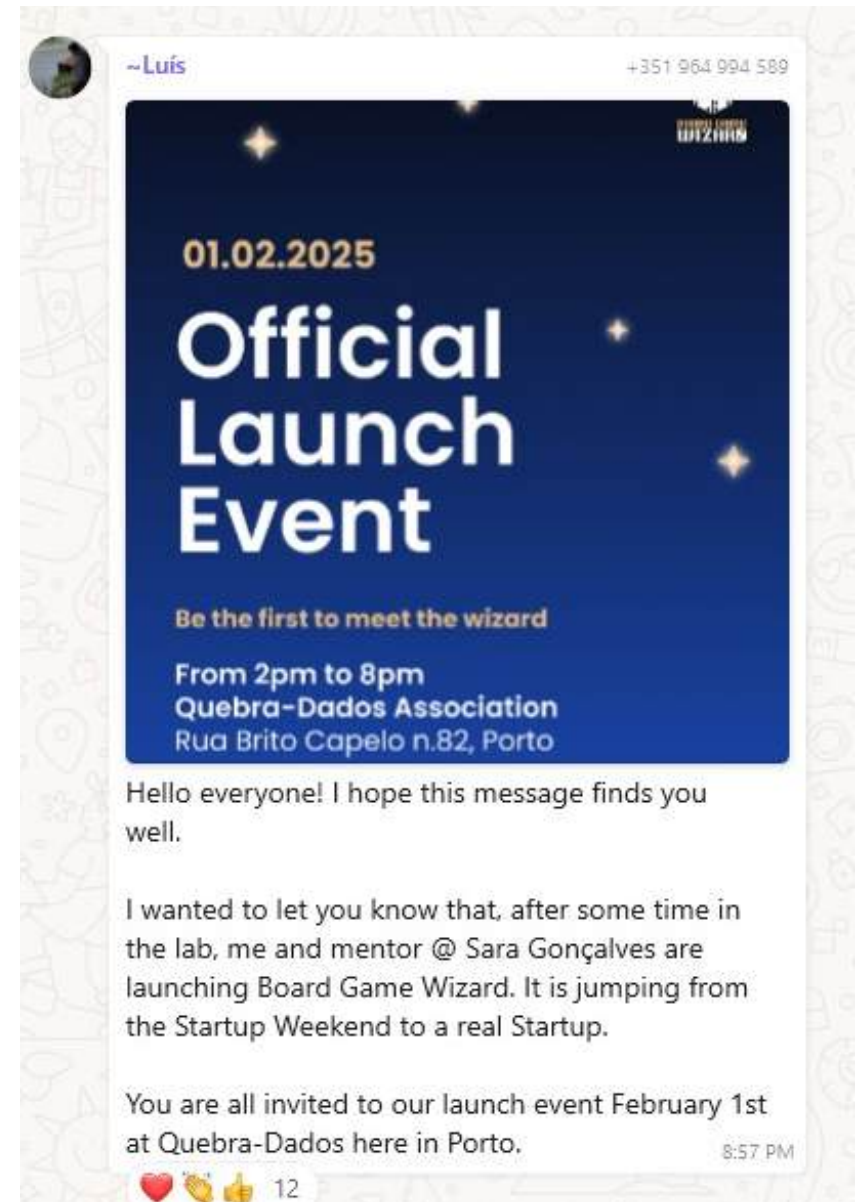 ~Luís
+351 964 994 589
WIZARD
01.02.2025
Official
Launch
Event
Be the first to meet the wizard
From 2pm to 8pm
Quebra-Dados Association
Rua Brito Capelo n.82, Porto
Hello everyone! I hope this message finds you
well.
I wanted to let you know that, after some time in
the lab, me and mentor @ Sara Gonçalves are
launching Board Game Wizard. It is jumping from
the Startup Weekend to a real Startup.
You are all invited to our launch event February 1st
at Quebra-Dados here in Porto.
8:57 PM
12